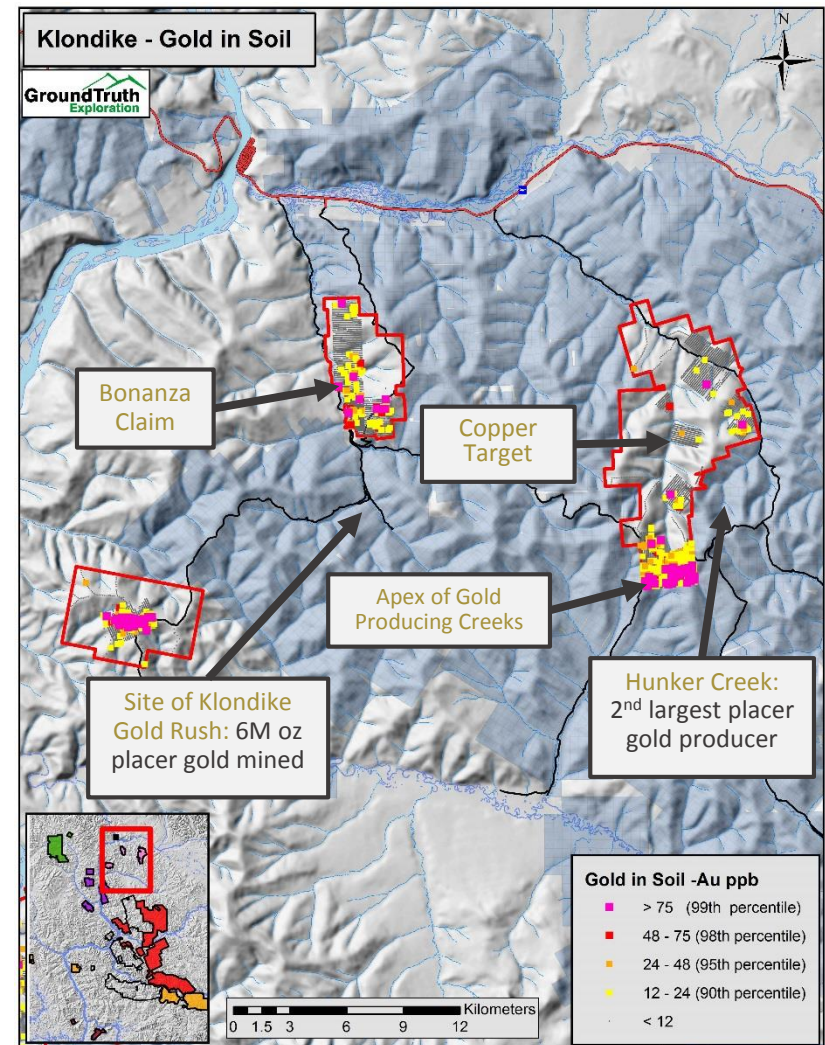 Klondike - Gold in Soil
N
GroundTruth
Exploration
Bonanza
Claim
Copper
Target
Apex of Gold
Producing Creeks
Site of Klondike
Gold Rush: 6M oz
placer gold mined
Hunker Creek:
2nd largest placer
gold producer
Gold in Soil -Au ppb
> 75 (99th percentile)
48 - 75 (98th percentile)
24 - 48 (95th percentile)
12 - 24 (90th percentile)
< 12
Kilometers
0 1.5 3 6 9 12